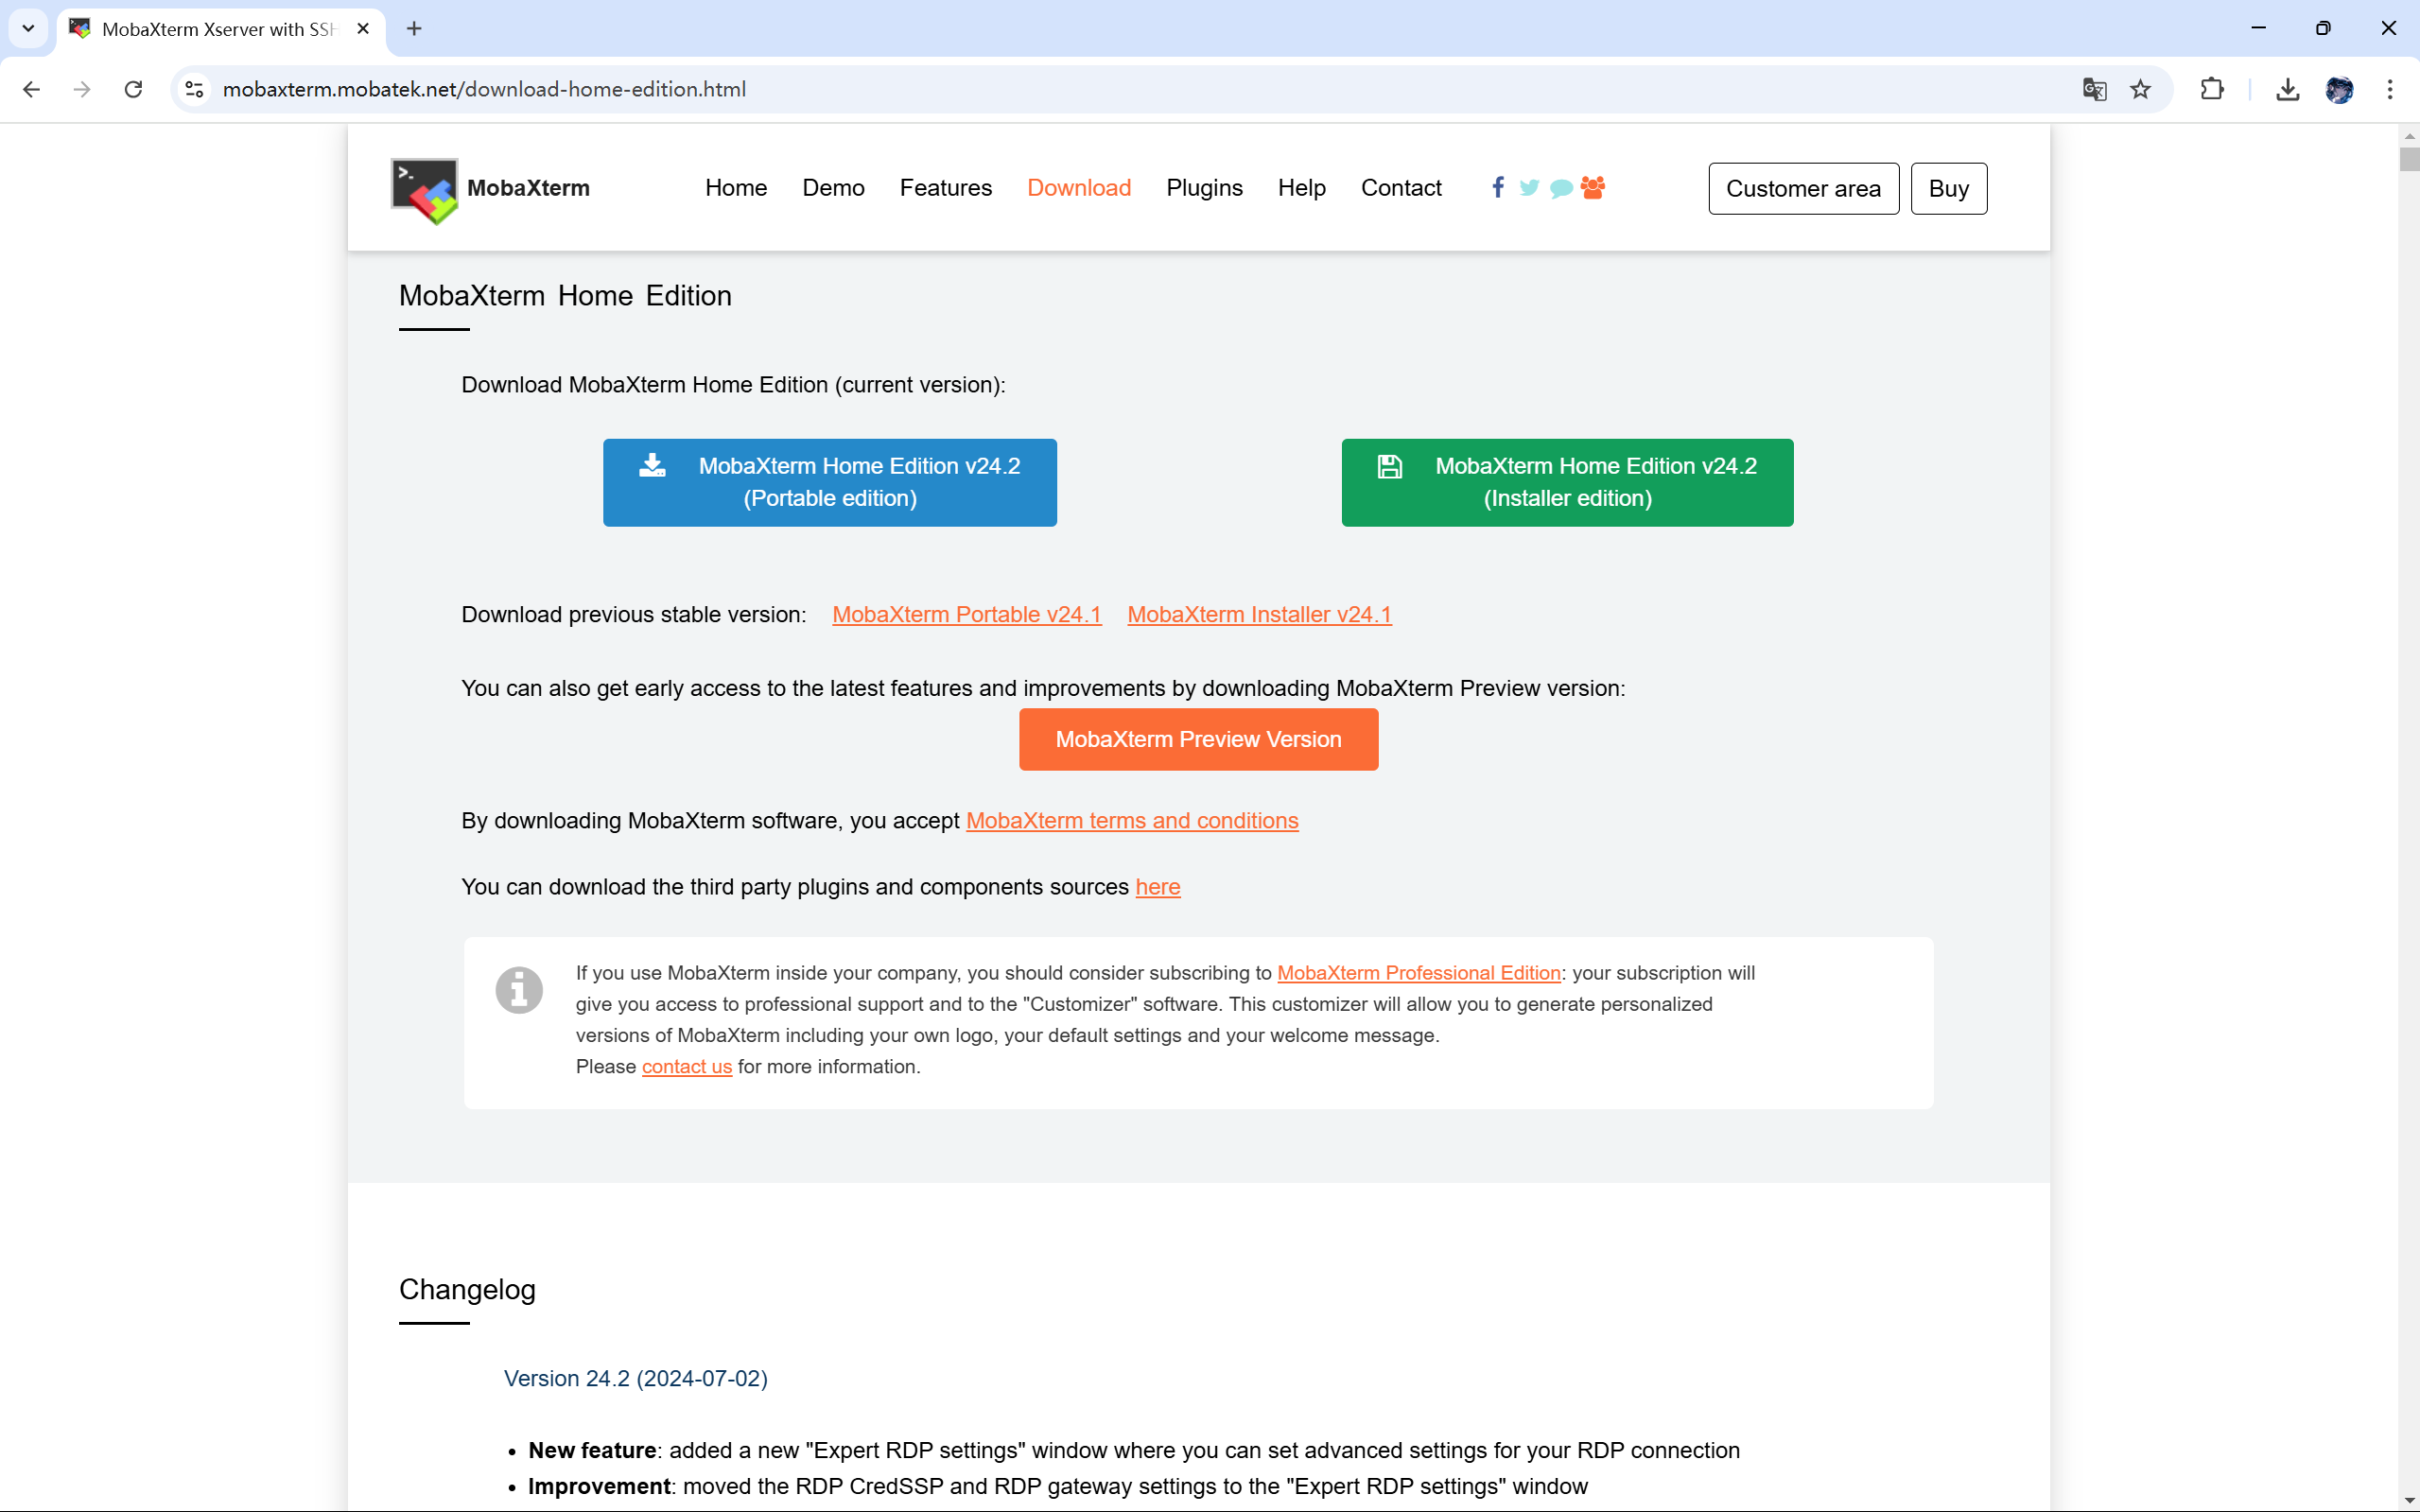 MobaXterm Xserver with SSH
mobaxterm.mobatek.net/download-home-edition.html
MobaXterm
Home Demo Features Download Plugins Help Contact
Customer area Buy
MobaXterm Home Edition
Download MobaXterm Home Edition (current version):
MobaXterm Home Edition v24.2
(Portable edition)
MobaXterm Home Edition v24.2
(Installer edition)
Download previous stable version: MobaXterm Portable v24.1 MobaXterm Installer v24.1
You can also get early access to the latest features and improvements by downloading MobaXterm Preview version:
MobaXterm Preview Version
By downloading MobaXterm software, you accept MobaXterm terms and conditions
You can download the third party plugins and components sources here
If you use MobaXterm inside your company, you should consider subscribing to MobaXterm Professional Edition: your subscription will
give you access to professional support and to the "Customizer" software. This customizer will allow you to generate personalized
versions of MobaXterm including your own logo, your default settings and your welcome message.
Please contact us for more information.
Changelog
Version 24.2 (2024-07-02)
• New feature: added a new "Expert RDP settings" window where you can set advanced settings for your RDP connection
• Improvement: moved the RDP CredSSP and RDP gateway settings to the "Expert RDP settings" window